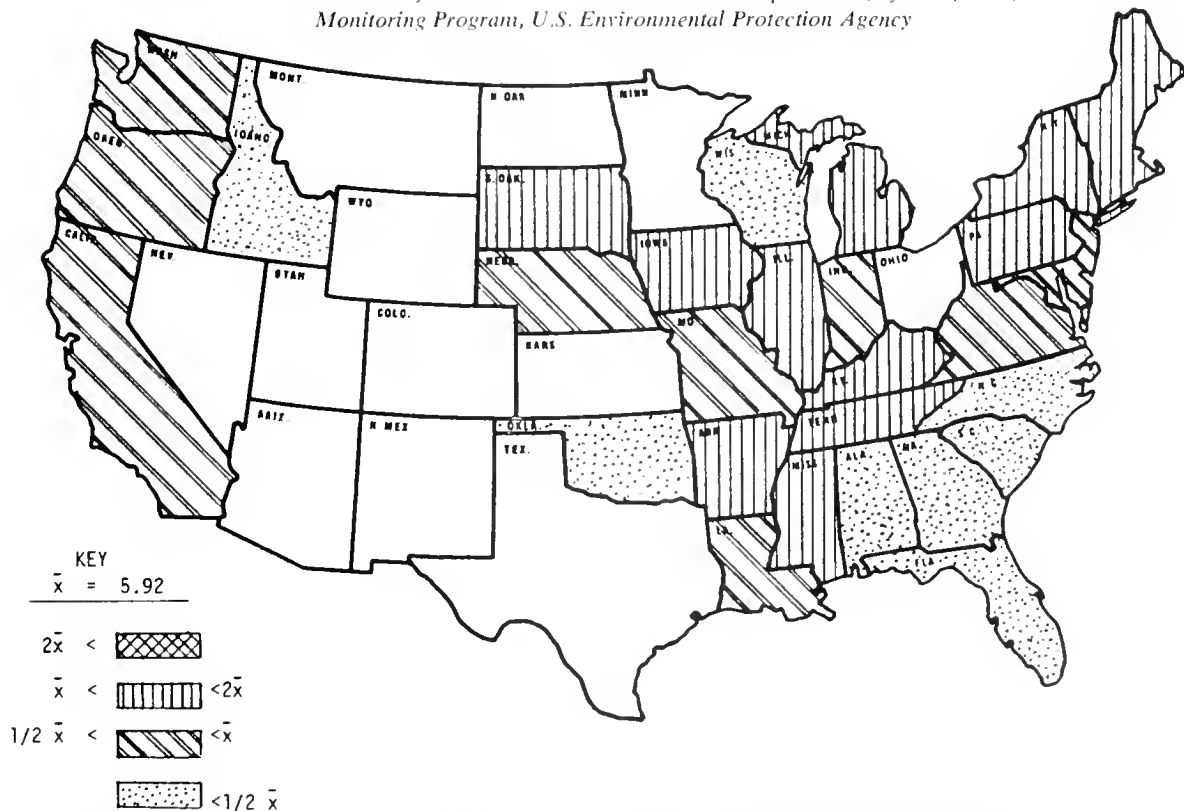 Monitoring Program, U.S. Environmental Protection Agency
WASH
MONT.
N DAK
MINN
OREG
IDAHO
MICH
N.Y.
WIS
S. DAK.
WYO
IOWA
PA
CALIF.
NEV.
NEBR.
ILL.
IND.
OHIO
UTAH
COLO.
MO
KANS
KY.
N.C.
ARIZ.
N MEX
OKLA.
TEX.
ARK
TENN
S.C.
MISS
ALA
LA.
FLA
KEY
x̄ = 5.92
2x̄ <
x̄ < <2x̄
1/2 x̄ < <x̄
<1/2 x̄